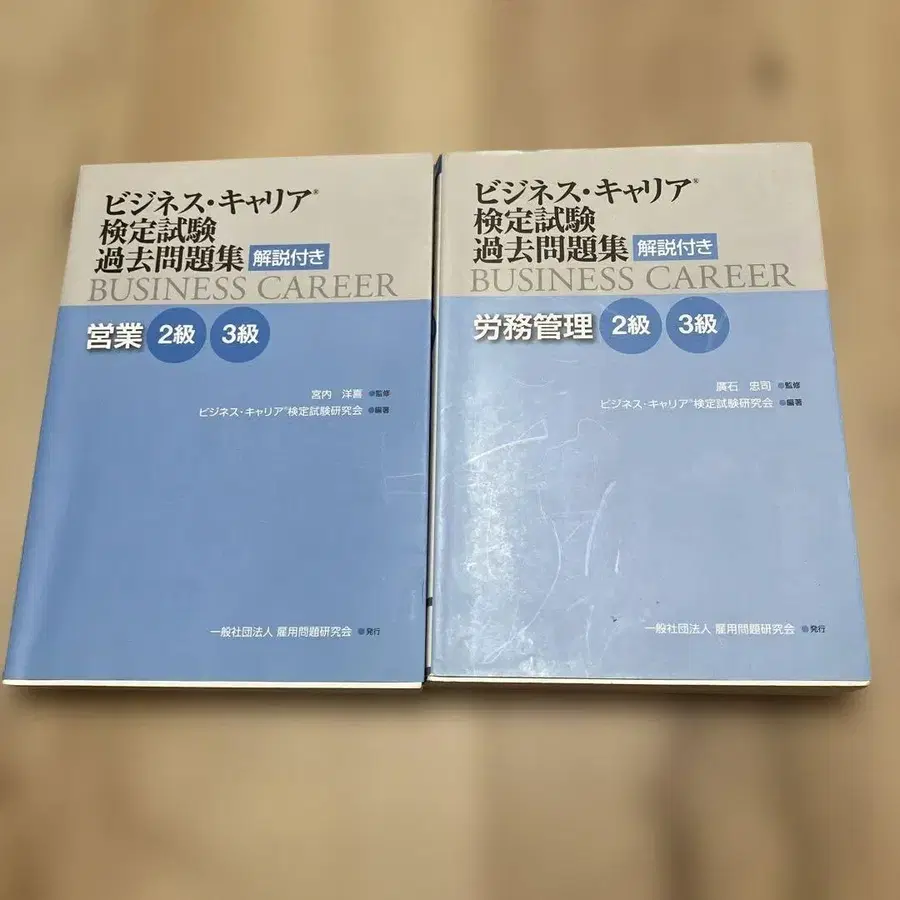 ビジネス・キャリア®
検定試験
過去問題集 解説付き
BUSINESS CAREER
営業 2級 3級
宮内 洋喜 ●監修
ビジネス・キャリア®検定試験研究会 ●編著
一般社団法人 雇用問題研究会 ●発行
ビジネス・キャリア®
検定試験
過去問題集 解説付き
BUSINESS CAREER
労務管理 2級 3級
廣石 忠司 ●監修
ビジネス・キャリア®検定試験研究会 ●編著
一般社団法人 雇用問題研究会 ●発行